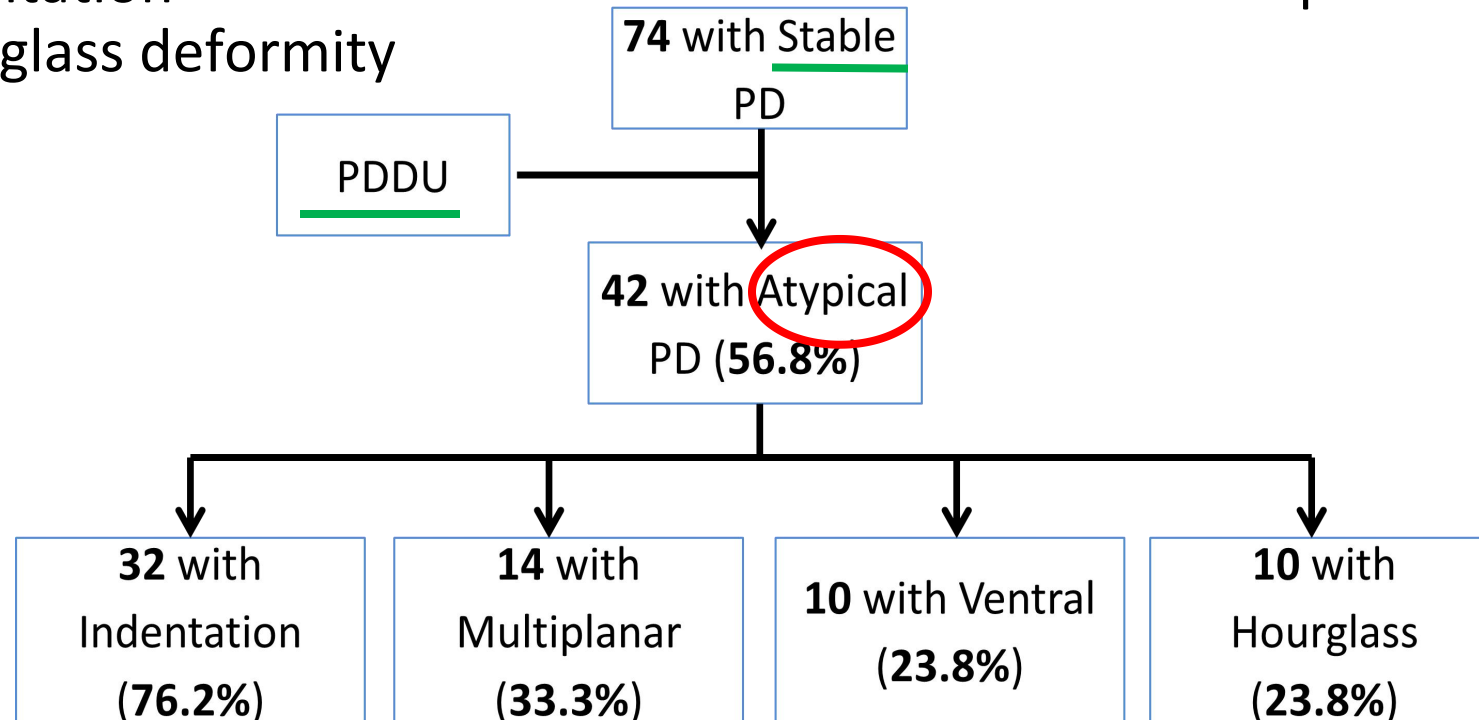 glass deformity
74 with Stable
PD
PDDU
42 with Atypical
PD (56.8%)
32 with
Indentation
(76.2%)
14 with
Multiplanar
(33.3%)
10 with Ventral
(23.8%)
10 with
Hourglass
(23.8%)